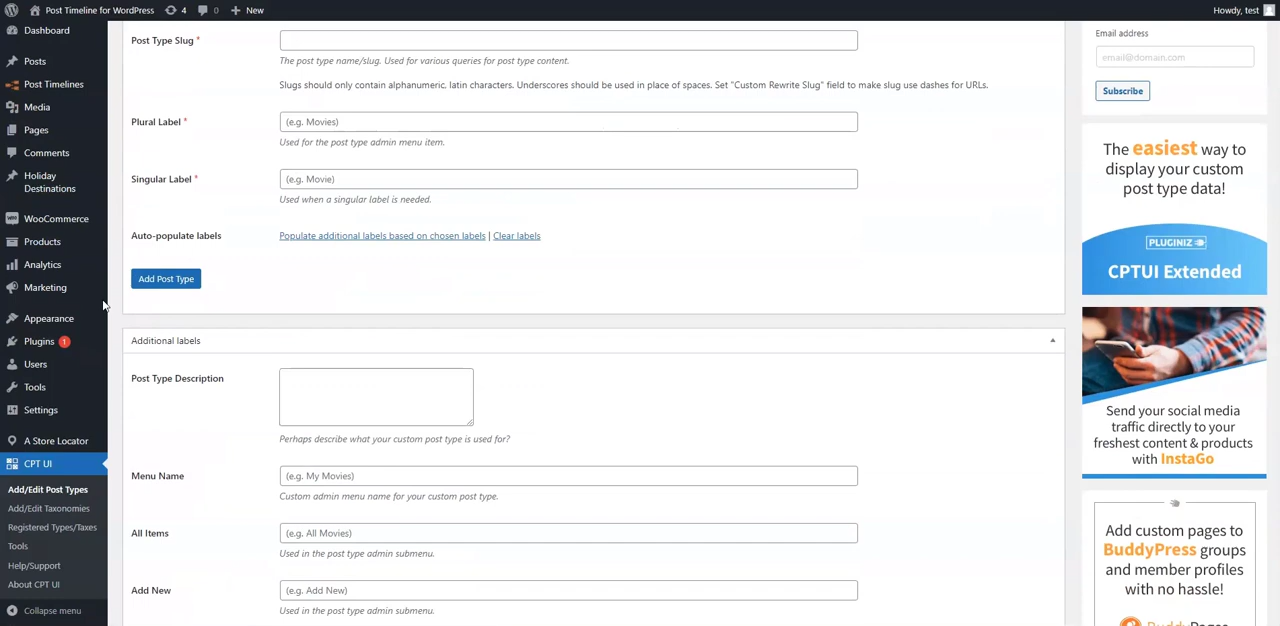 Post Timeline for WordPress
4
0
New
Howdy, test
Dashboard
Posts
Post Timelines
Media
Pages
Comments
Holiday
Destinations
WooCommerce
Products
Analytics
Marketing
Appearance
Plugins 1
Users
Tools
Settings
A Store Locator
CPT UI
Add/Edit Post Types
Add/Edit Taxonomies
Registered Types/Taxes
Tools
Help/Support
About CPT UI
Collapse menu
Post Type Slug *
The post type name/slug. Used for various queries for post type content.
Slugs should only contain alphanumeric, latin characters. Underscores should be used in place of spaces. Set "Custom Rewrite Slug" field to make slug use dashes for URLs.
Plural Label *
(e.g. Movies)
Used for the post type admin menu item.
Singular Label *
(e.g. Movie)
Used when a singular label is needed.
Auto-populate labels
Populate additional labels based on chosen labels | Clear labels
Add Post Type
Additional labels
Post Type Description
Perhaps describe what your custom post type is used for?
Menu Name
(e.g. My Movies)
Custom admin menu name for your custom post type.
All Items
(e.g. All Movies)
Used in the post type admin submenu.
Add New
(e.g. Add New)
Used in the post type admin submenu.
Email address
email@domain.com
Subscribe
The easiest way to
display your custom
post type data!
PLUGINIZ
CPTUI Extended
Send your social media
traffic directly to your
freshest content & products
with InstaGo
Add custom pages to
BuddyPress groups
and member profiles
with no hassle!
BuddyPages